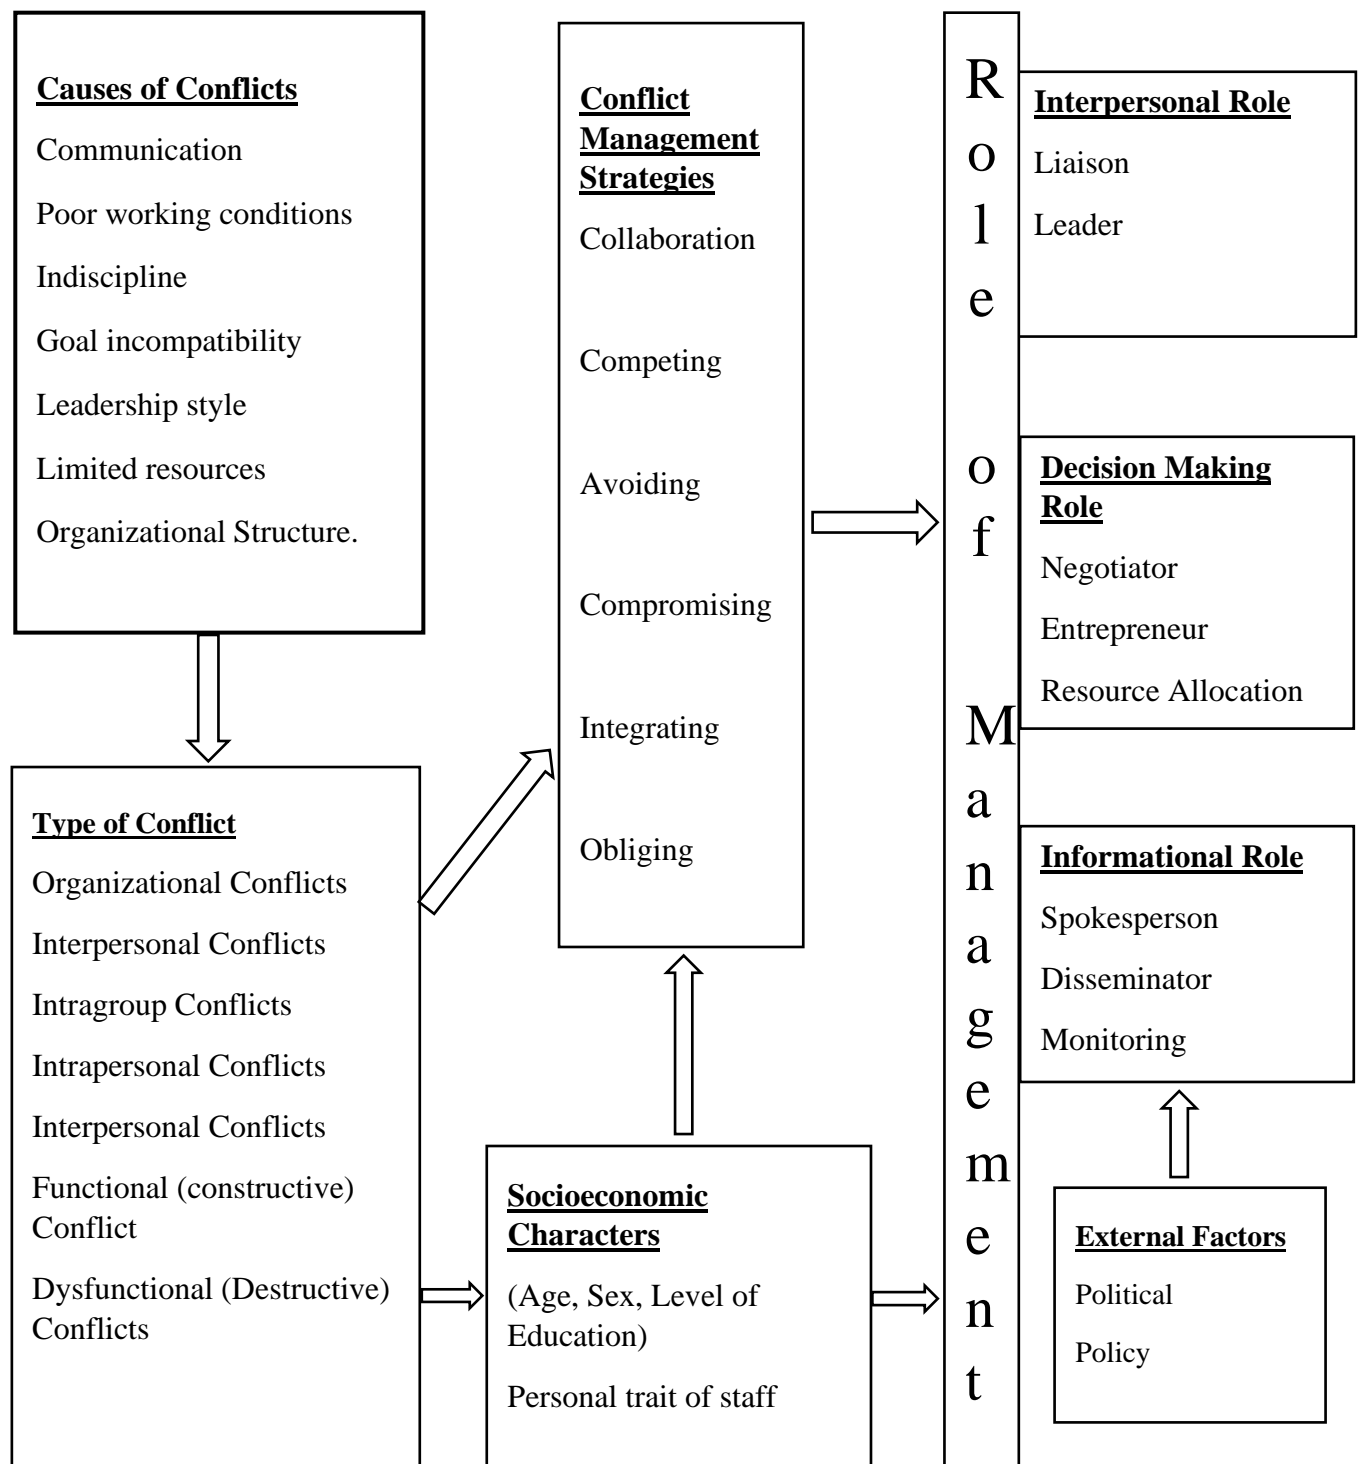 Causes of Conflicts
Communication
Poor working conditions
Indiscipline
Goal incompatibility
Leadership style
Limited resources
Organizational Structure.
Type of Conflict
Organizational Conflicts
Interpersonal Conflicts
Intragroup Conflicts
Intrapersonal Conflicts
Interpersonal Conflicts
Functional (constructive)
Conflict
Dysfunctional (Destructive)
Conflicts
Conflict
Management
Strategies
Collaboration
Competing
Avoiding
Compromising
Integrating
Obliging
Socioeconomic
Characters
(Age, Sex, Level of
Education)
Personal trait of staff
Role of Management
Interpersonal Role
Liaison
Leader
Decision Making
Role
Negotiator
Entrepreneur
Resource Allocation
Informational Role
Spokesperson
Disseminator
Monitoring
External Factors
Political
Policy